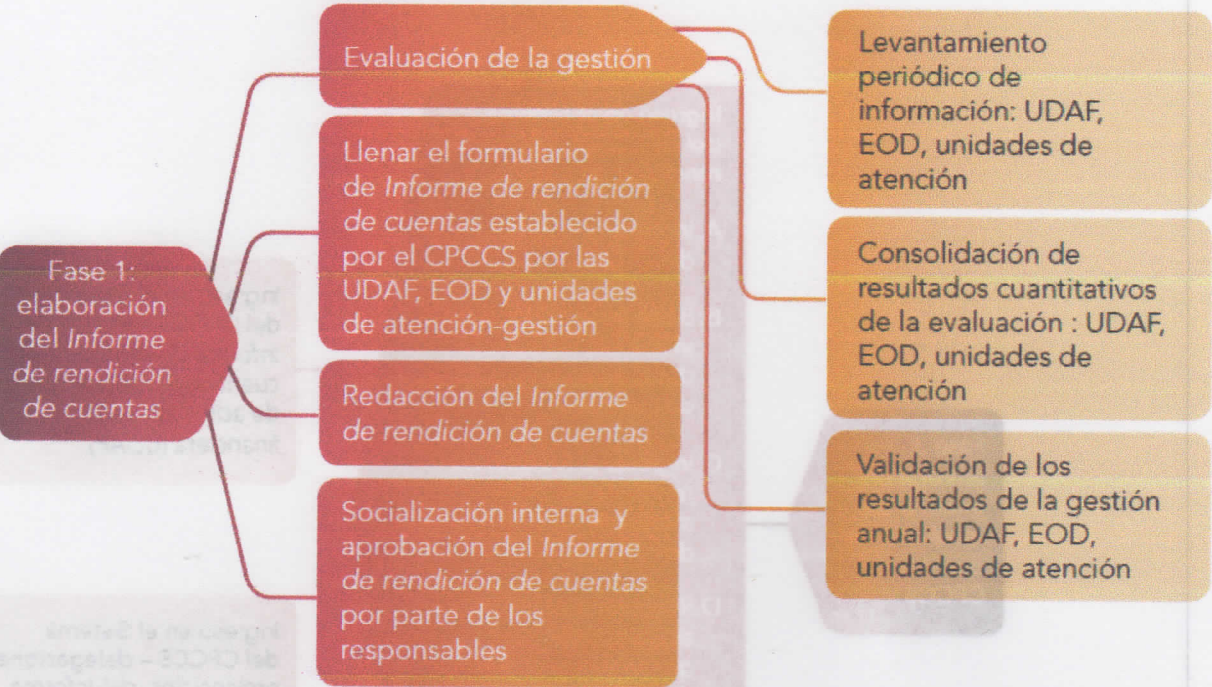 Fase 1:
elaboración
del Informe
de rendición
de cuentas
Evaluación de la gestión
Llenar el formulario
de Informe de rendición
de cuentas establecido
por el CPCCS por las
UDAF, EOD y unidades
de atención-gestión
Redacción del Informe
de rendición de cuentas
Socialización interna y
aprobación del Informe
de rendición de cuentas
por parte de los
responsables
Levantamiento
periódico de
información: UDAF,
EOD, unidades de
atención
Consolidación de
resultados cuantitativos
de la evaluación : UDAF,
EOD, unidades de
atención
Validación de los
resultados de la gestión
anual: UDAF, EOD,
unidades de atención
Ingreso en el Sistema